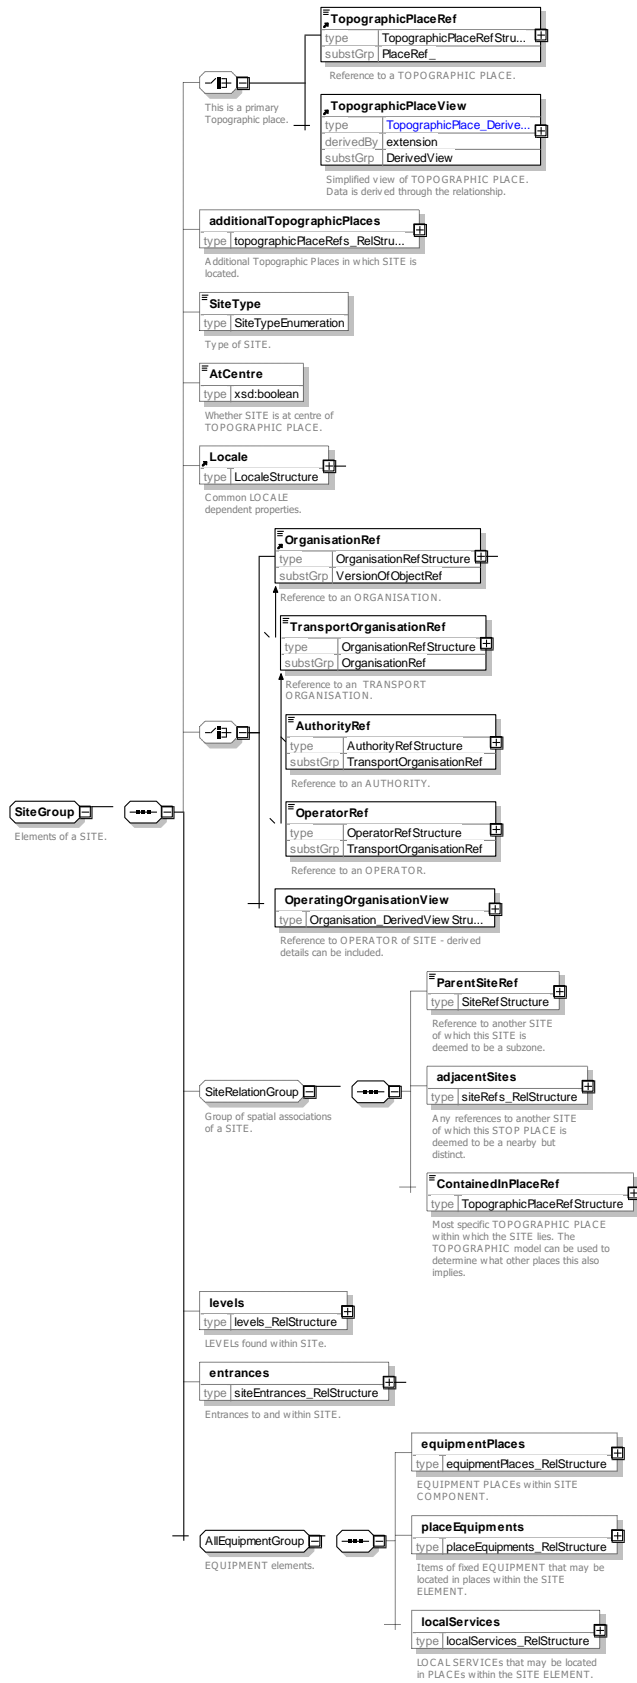 TopographicPlaceRef
type TopographicPlaceRefStru...
substGrp PlaceRef_
Reference to a TOPOGRAPHIC PLACE.
This is a primary
Topographic place.
TopographicPlaceView
type TopographicPlace_Derive...
derivedBy extension
substGrp DerivedView
Simplified view of TOPOGRAPHIC PLACE.
Data is derived through the relationship.
additionalTopographicPlaces
type topographicPlaceRefs_RelStru...
Additional Topographic Places in which SITE is
located.
SiteType
type SiteTypeEnumeration
Type of SITE.
AtCentre
type xsd:boolean
Whether SITE is at centre of
TOPOGRAPHIC PLACE.
Locale
type LocaleStructure
Common LOCALE
dependent properties.
OrganisationRef
type OrganisationRefStructure
substGrp VersionOfObjectRef
Reference to an ORGANISATION.
TransportOrganisationRef
type OrganisationRefStructure
substGrp OrganisationRef
Reference to an TRANSPORT
ORGANISATION.
AuthorityRef
type AuthorityRefStructure
substGrp TransportOrganisationRef
Reference to an AUTHORITY.
OperatorRef
type OperatorRefStructure
substGrp TransportOrganisationRef
Reference to an OPERATOR.
SiteGroup
Elements of a SITE.
OperatingOrganisationView
type Organisation_DerivedView Stru...
Reference to OPERATOR of SITE - derived
details can be included.
ParentSiteRef
type SiteRefStructure
Reference to another SITE
of which this SITE is
deemed to be a subzone.
SiteRelationGroup
Group of spatial associations
of a SITE.
adjacentSites
type siteRefs_RelStructure
Any references to another SITE
of which this STOP PLACE is
deemed to be a nearby but
distinct.
ContainedInPlaceRef
type TopographicPlaceRefStructure
Most specific TOPOGRAPHIC PLACE
within which the SITE lies. The
TOPOGRAPHIC model can be used to
determine what other places this also
implies.
levels
type levels_RelStructure
LEVELs found within SITe.
entrances
type siteEntrances_RelStructure
Entrances to and within SITE.
equipmentPlaces
type equipmentPlaces_RelStructure
EQUIPMENT PLACEs within SITE
COMPONENT.
AllEquipmentGroup
EQUIPMENT elements.
placeEquipments
type placeEquipments_RelStructure
Items of fixed EQUIPMENT that may be
located in places within the SITE
ELEMENT.
localServices
type localServices_RelStructure
LOCAL SERVICEs that may be located
in PLACEs within the SITE ELEMENT.